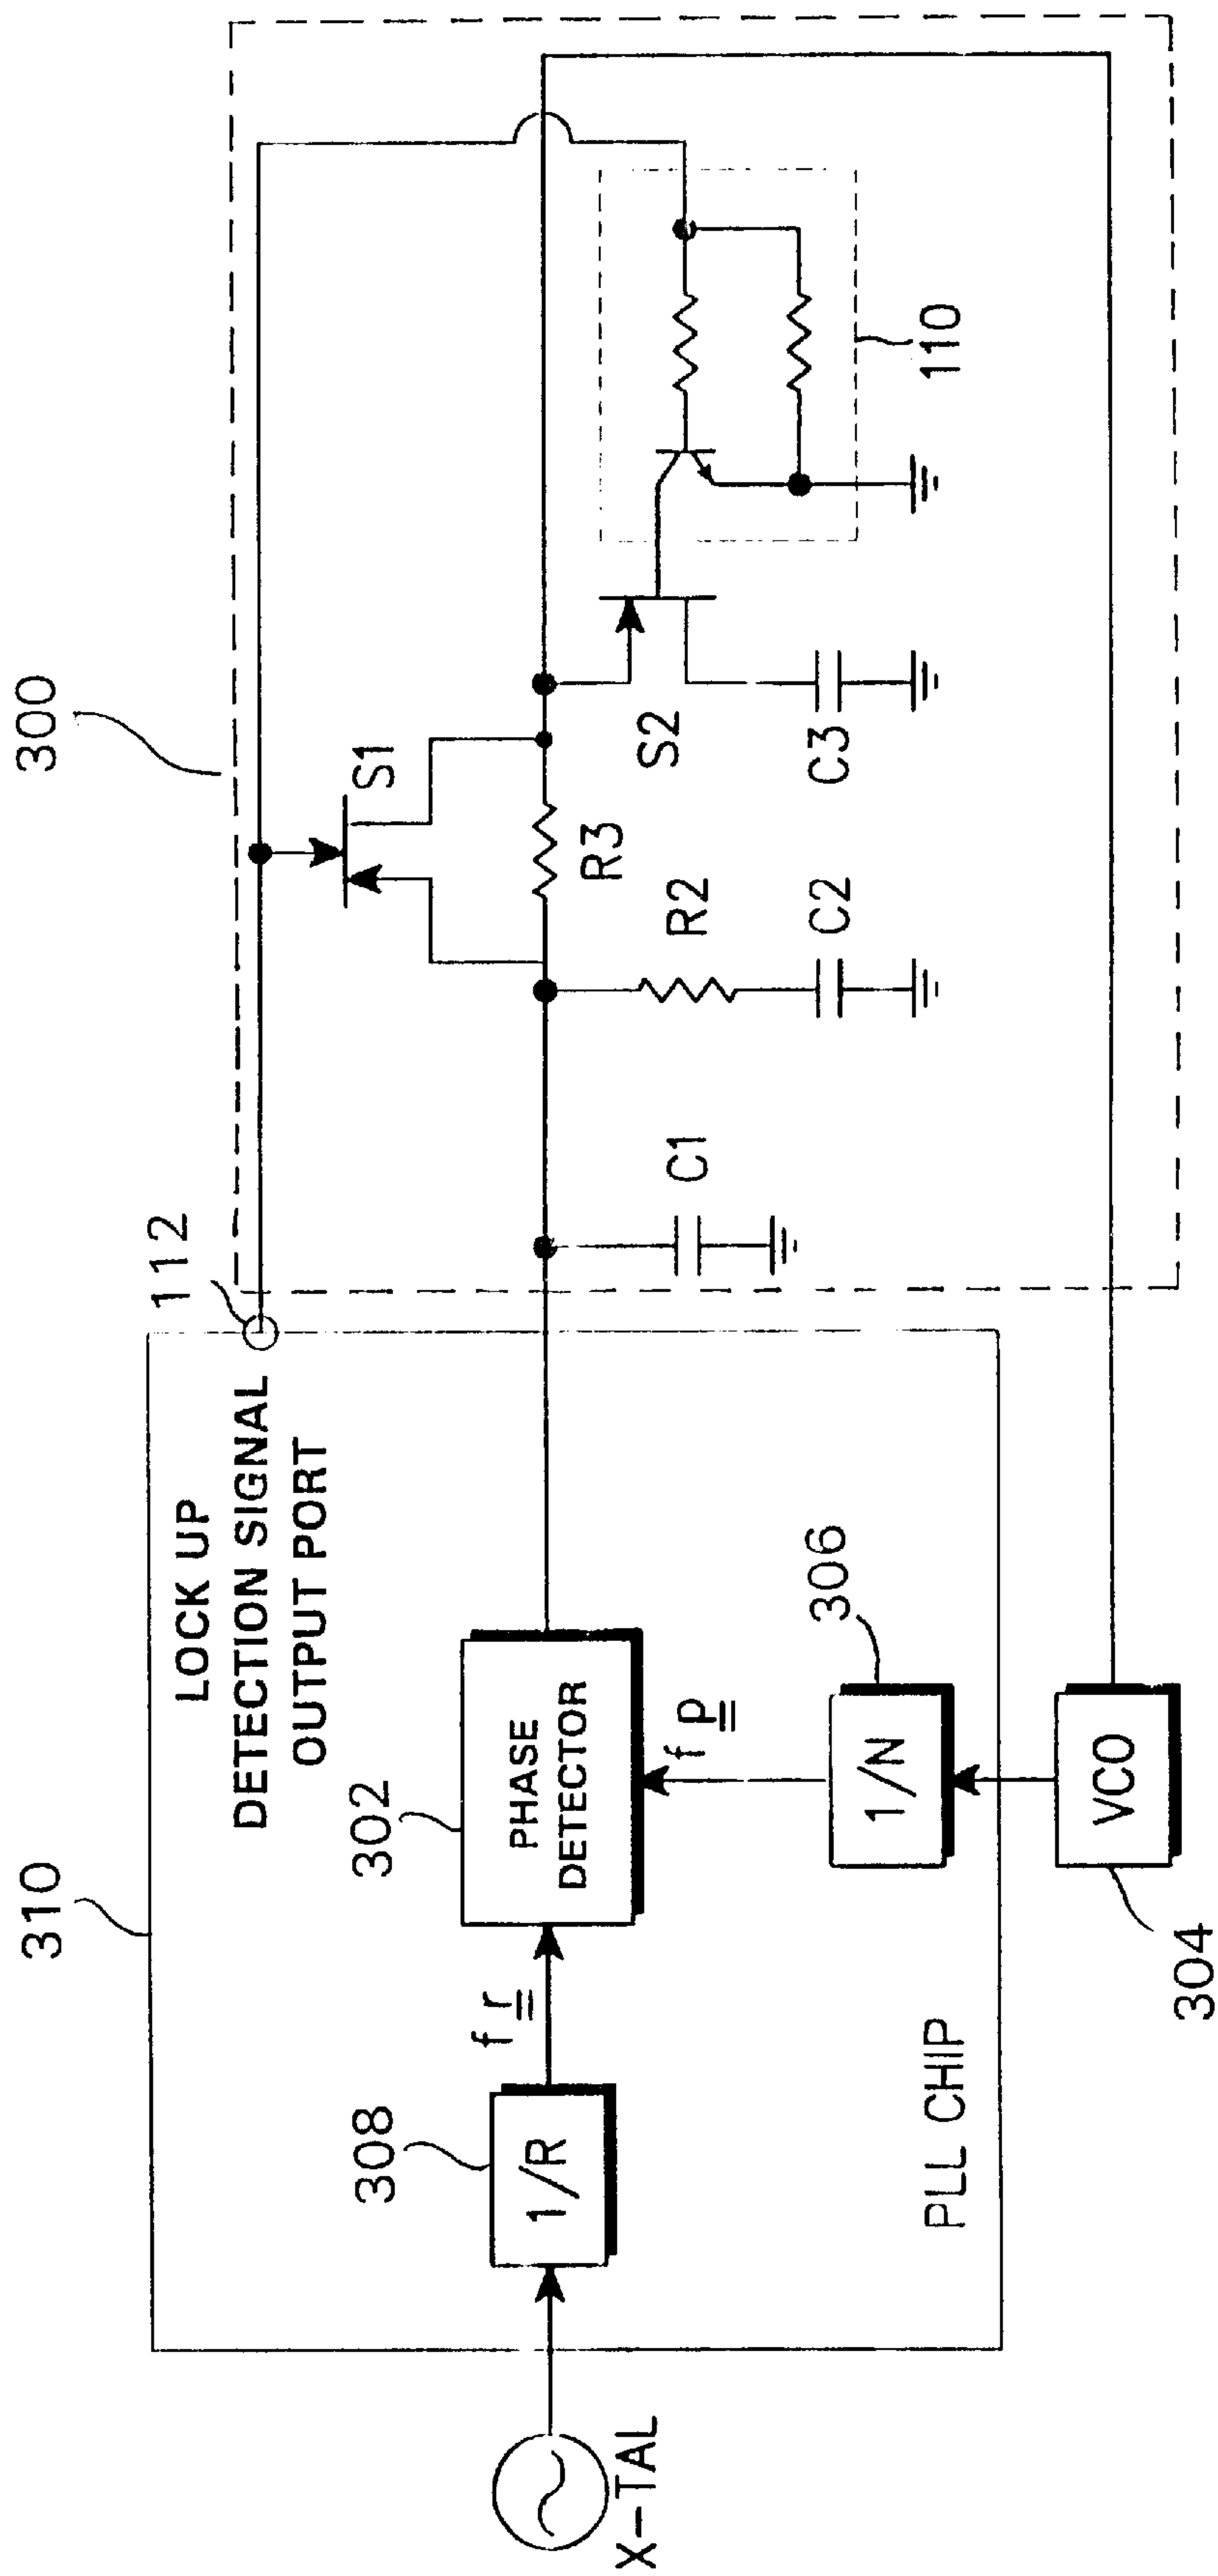 300
112
S1
R3
R2
C2
S2
C3
C1
110
310
LOCK UP
DETECTION SIGNAL
OUTPUT PORT
302
PHASE
DETECTOR
308
1/R
f r
f p
306
1/N
VCO
304
PLL CHIP
X-TAL